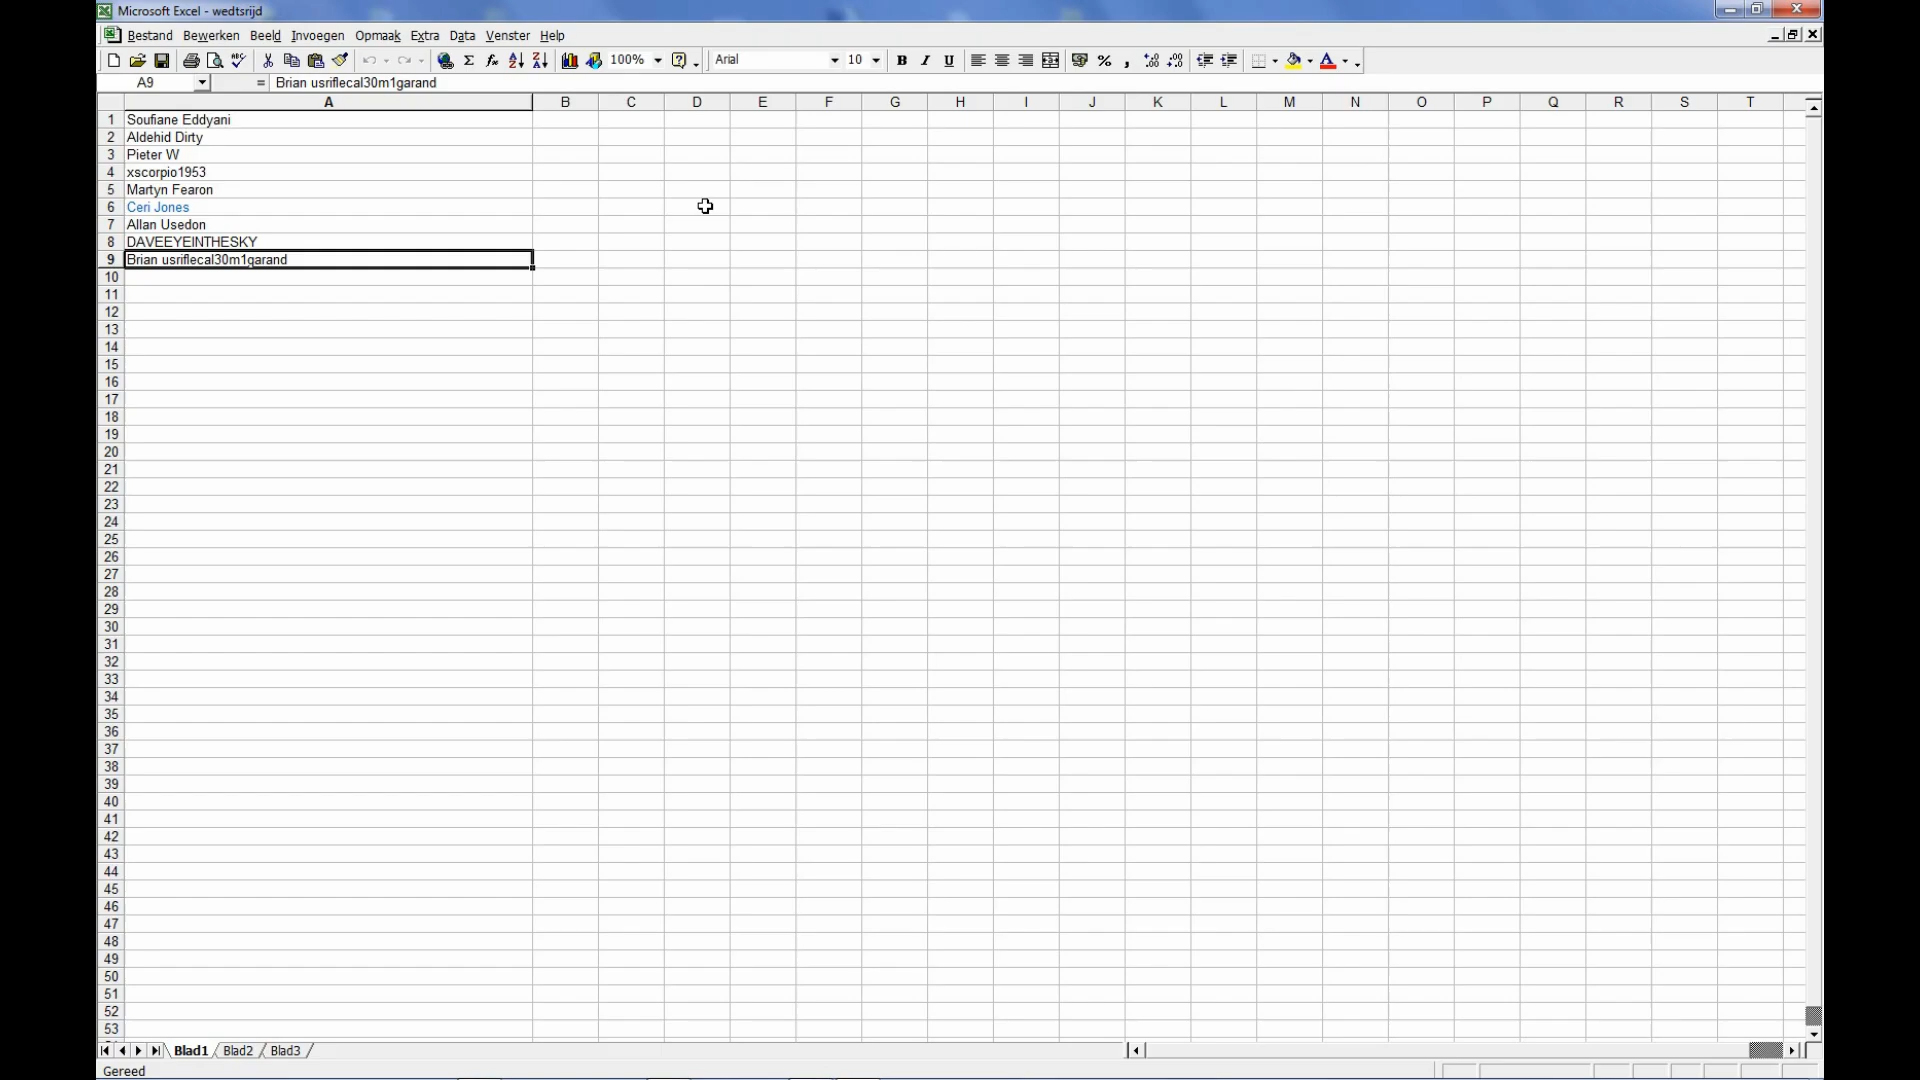 Microsoft Excel - wedtsrijd
Bestand Bewerken Beeld Invoegen Opmaak Extra Data Venster Help
100% Arial 10 B I U % ,
A9 = Brian usriflecal30m1garand
A B C D E F G H I J K L M N O P Q R S T
1 Soufiane Eddyani
2 Aldehid Dirty
3 Pieter W
4 xscorpio1953
5 Martyn Fearon
6 Ceri Jones
7 Allan Usedon
8 DAVEEYEINTHESKY
9 Brian usriflecal30m1garand
10
11
12
13
14
15
16
17
18
19
20
21
22
23
24
25
26
27
28
29
30
31
32
33
34
35
36
37
38
39
40
41
42
43
44
45
46
47
48
49
50
51
52
53
Blad1 Blad2 Blad3
Gereed